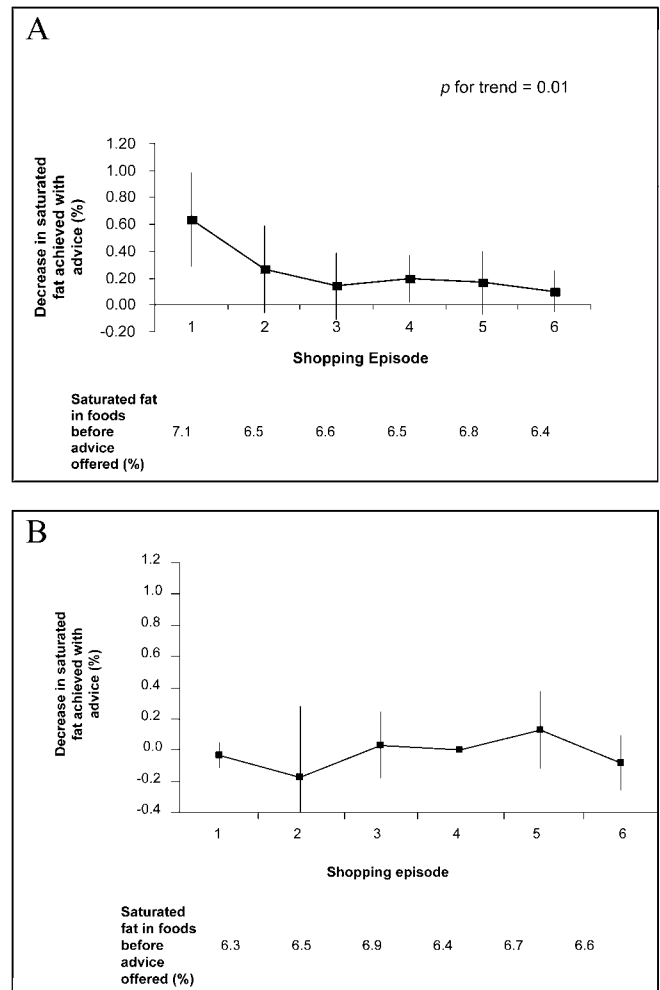 A
p for trend = 0.01
Decrease in saturated
fat achieved with
advice (%)
1.20
1.00
0.80
0.60
0.40
0.20
0.00
-0.20
1 2 3 4 5 6
Shopping Episode
Saturated fat
in foods
before
advice
offered (%)
7.1 6.5 6.6 6.5 6.8 6.4
B
Decrease in saturated
fat achieved with
advice (%)
1.2
1.0
0.8
0.6
0.4
0.2
0.0
-0.2
-0.4
1 2 3 4 5 6
Shopping episode
Saturated
fat in foods
before
advice
offered (%)
6.3 6.5 6.9 6.4 6.7 6.6